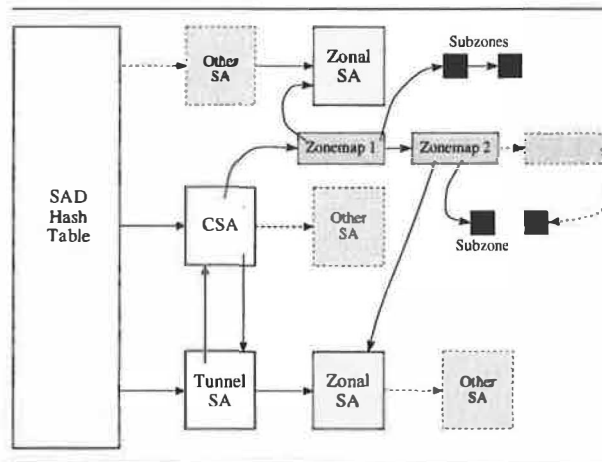 Subzones
Other
SA
Zonal
SA
Zonemap 1
Zonemap 2
SAD
Hash
Table
CSA
Other
SA
Subzone
Tunnel
SA
Zonal
SA
Other
SA